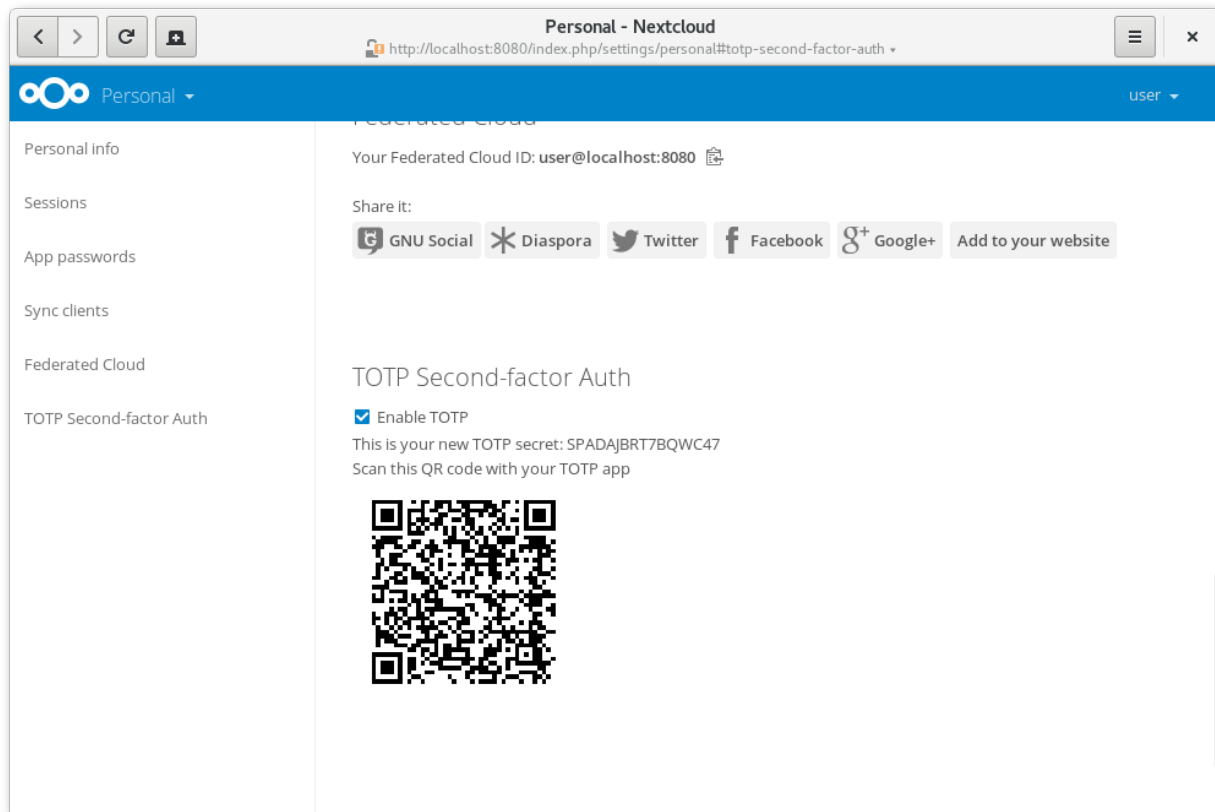 Personal - Nextcloud
http://localhost:8080/index.php/settings/personal#totp-second-factor-auth
Personal
user
Federated Cloud
Personal info
Your Federated Cloud ID: user@localhost:8080
Sessions
Share it:
GNU Social Diaspora Twitter Facebook Google+ Add to your website
App passwords
Sync clients
Federated Cloud
TOTP Second-factor Auth
TOTP Second-factor Auth
Enable TOTP
This is your new TOTP secret: SPADAJBRT7BQWC47
Scan this QR code with your TOTP app